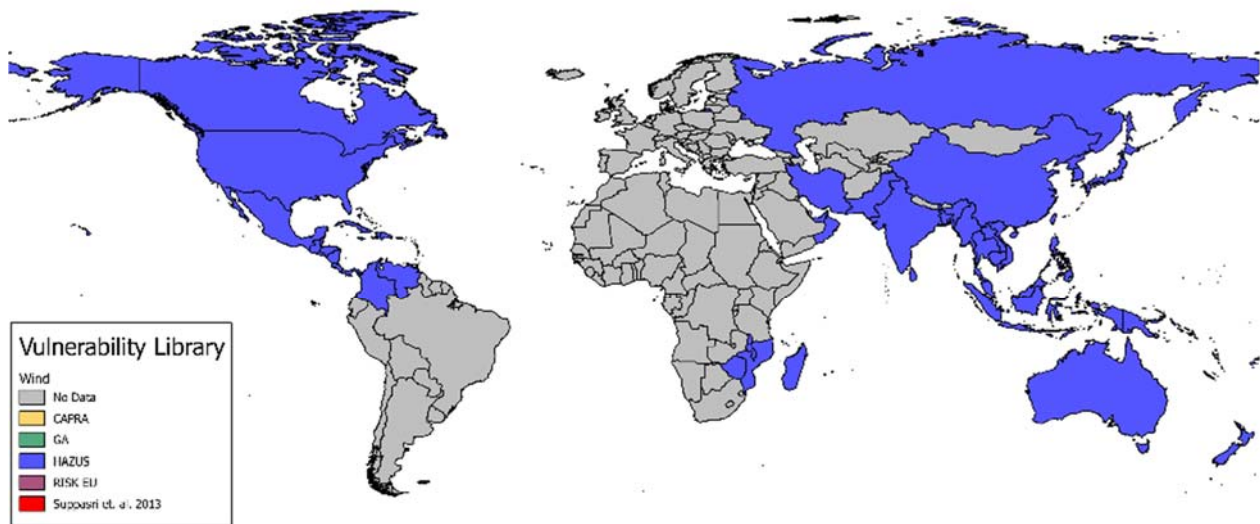 Vulnerability Library
Wind
No Data
CAPRA
GA
HAZUS
RISK EU
Suppasri et. al. 2013